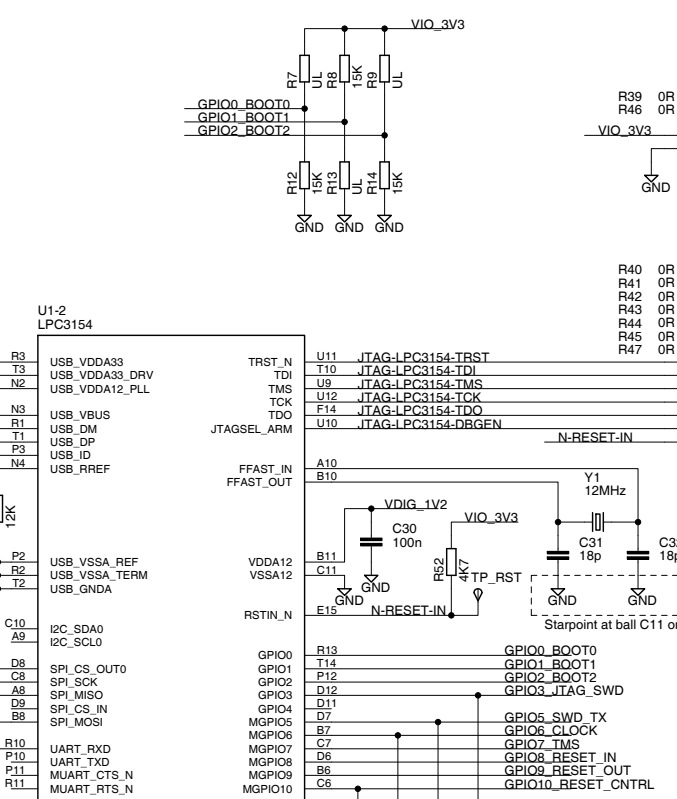 VIO_3V3
R7 UL R8 15K R9 UL
GPIO0_BOOT0
GPIO1_BOOT1
GPIO2_BOOT2
R12 15K R13 UL R14 15K
GND GND GND
R39 0R
R46 0R
VIO_3V3
GND
R40 0R
R41 0R
R42 0R
R43 0R
R44 0R
R45 0R
R47 0R
U1-2
LPC3154
R3 USB_VDDA33 TRST_N U11 JTAG-LPC3154-TRST
T3 USB_VDDA33_DRV TDI T10 JTAG-LPC3154-TDI
N2 USB_VDDA12_PLL TMS U9 JTAG-LPC3154-TMS
TCK U12 JTAG-LPC3154-TCK
N3 USB_VBUS TDO F14 JTAG-LPC3154-TDO
R1 USB_DM JTAGSEL_ARM U10 JTAG-LPC3154-DBGEN
T1 USB_DP N-RESET-IN
P3 USB_ID
N4 USB_RREF FFAST_IN A10
FFAST_OUT B10
Y1
12MHz
12K
VDIG_1V2
VIO_3V3
C30
100n
C31
18p
18p
P2 USB_VSSA_REF VDDA12 B11
R2 USB_VSSA_TERM VSSA12 C11
T2 USB_GNDA
R52 4K7
TP_RST
GND GND GND GND
RSTIN_N E15 N-RESET-IN
Starpoint at ball C11
C10 I2C_SDA0
A9 I2C_SCL0
GPIO0 R13 GPIO0_BOOT0
D8 SPI_CS_OUT0 GPIO1 T14 GPIO1_BOOT1
C8 SPI_SCK GPIO2 P12 GPIO2_BOOT2
A8 SPI_MISO GPIO3 D12 GPIO3_JTAG_SWD
D9 SPI_CS_IN GPIO4 D11
B8 SPI_MOSI MGPIO5 D7 GPIO5_SWD_TX
MGPIO6 B7 GPIO6_CLOCK
R10 UART_RXD MGPIO7 C7 GPIO7_TMS
P10 UART_TXD MGPIO8 D6 GPIO8_RESET_IN
P11 MUART_CTS_N MGPIO9 B6 GPIO9_RESET_OUT
R11 MUART_RTS_N MGPIO10 C6 GPIO10_RESET_CNTRL